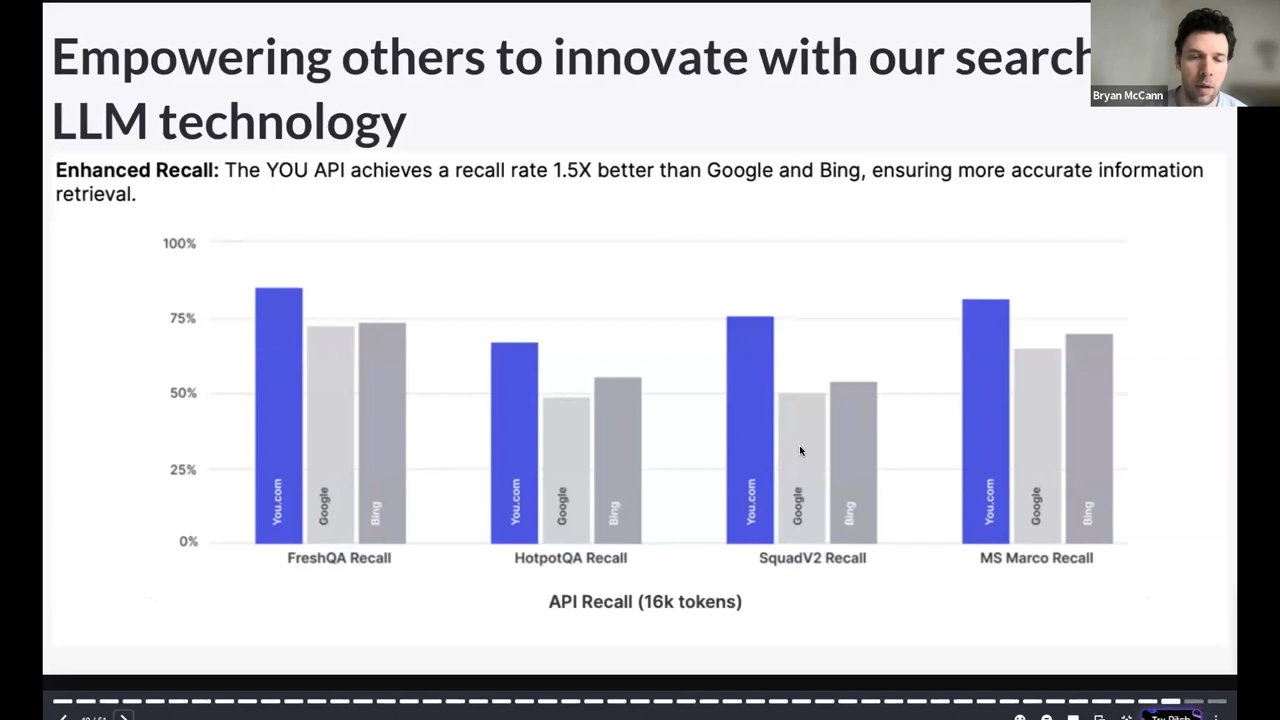 Empowering others to innovate with our search
LLM technology
Bryan McCann
Enhanced Recall: The YOU API achieves a recall rate 1.5X better than Google and Bing, ensuring more accurate information
retrieval.
100%
75%
50%
25%
0%
You.com
Google
Bing
You.com
Google
Bing
You.com
Google
Bing
You.com
Google
Bing
FreshQA Recall
HotpotQA Recall
SquadV2 Recall
MS Marco Recall
API Recall (16k tokens)
Try Pitch